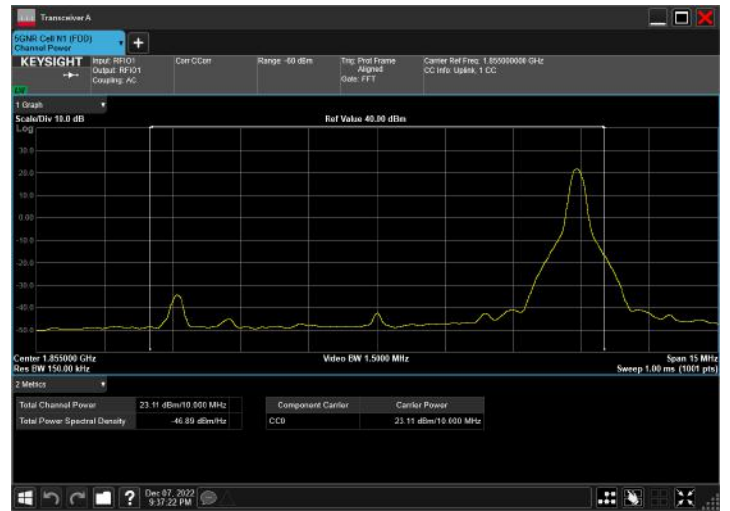 Transceiver A
5GNR Cell N1 (FDD)
Channel Power
KEYSIGHT
Input: RFIO1
Output: RFIO1
Coupling: AC
Corr CCorr
Range -60 dBm
Trig: Prot Frame
Aligned
Gate: FFT
Carrier Ref Freq: 1.855000000 GHz
CC Info: Uplink, 1 CC
1 Graph
Scale/Div 10.0 dB
Ref Value 40.00 dBm
Log
30.0
20.0
10.0
0.00
-10.0
-20.0
-30.0
-40.0
-50.0
Center 1.855000 GHz
Video BW 1.5000 MHz
Span 15 MHz
Res BW 150.00 kHz
Sweep 1.00 ms (1001 pts)
2 Metrics
Total Channel Power 23.11 dBm/10.000 MHz
Total Power Spectral Density -46.89 dBm/Hz
Component Carrier Carrier Power
CC0 23.11 dBm/10.000 MHz
Dec 07, 2022
9:37:22 PM